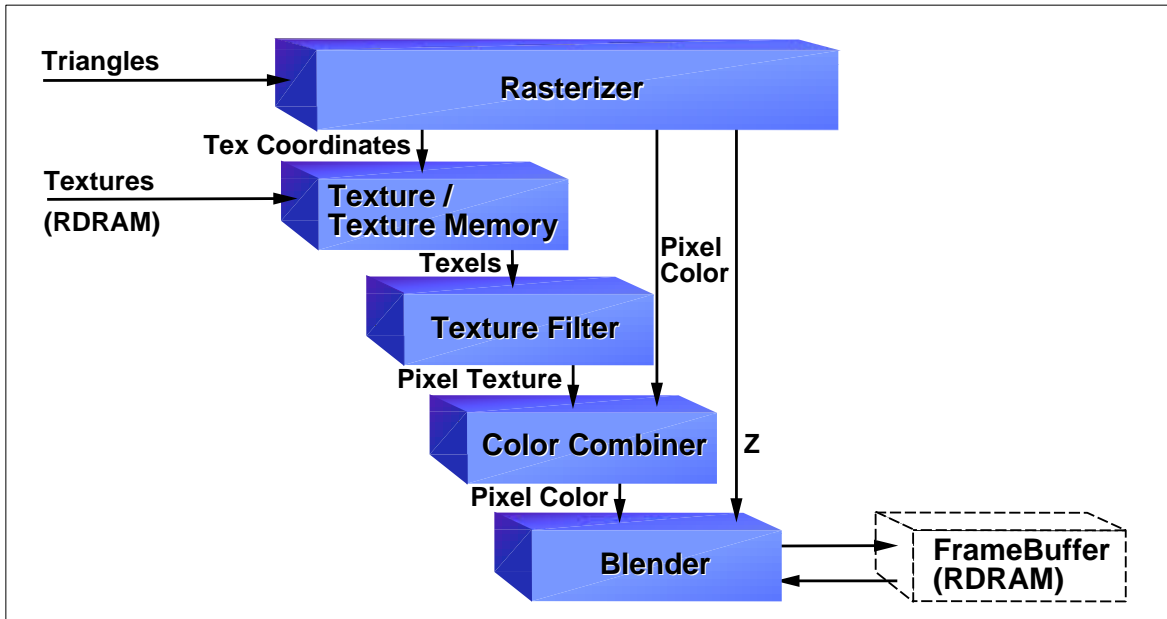 Triangles
Rasterizer
Tex Coordinates
Textures
(RDRAM)
Texture /
Texture Memory
Pixel
Color
Texels
Texture Filter
Pixel Texture
Color Combiner
Z
Pixel Color
Blender
FrameBuffer
(RDRAM)